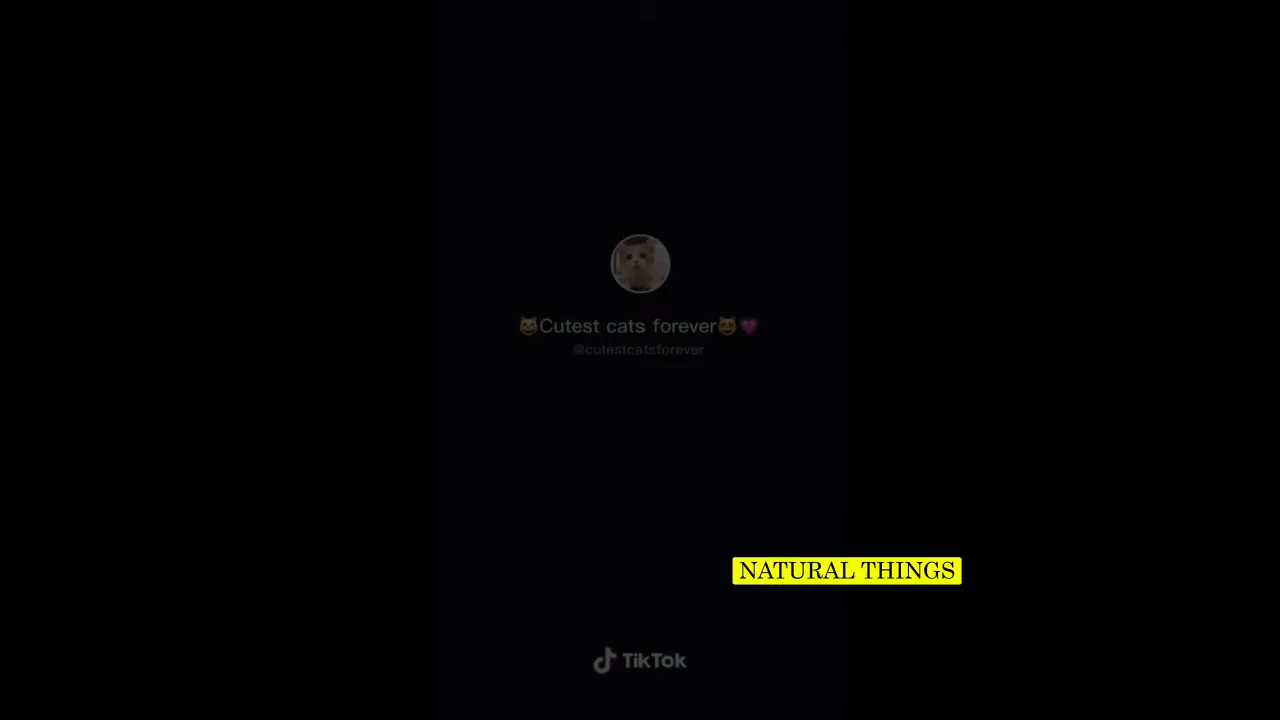 😺Cutest cats forever😻💗
@cutestcatsforever
NATURAL THINGS
TikTok